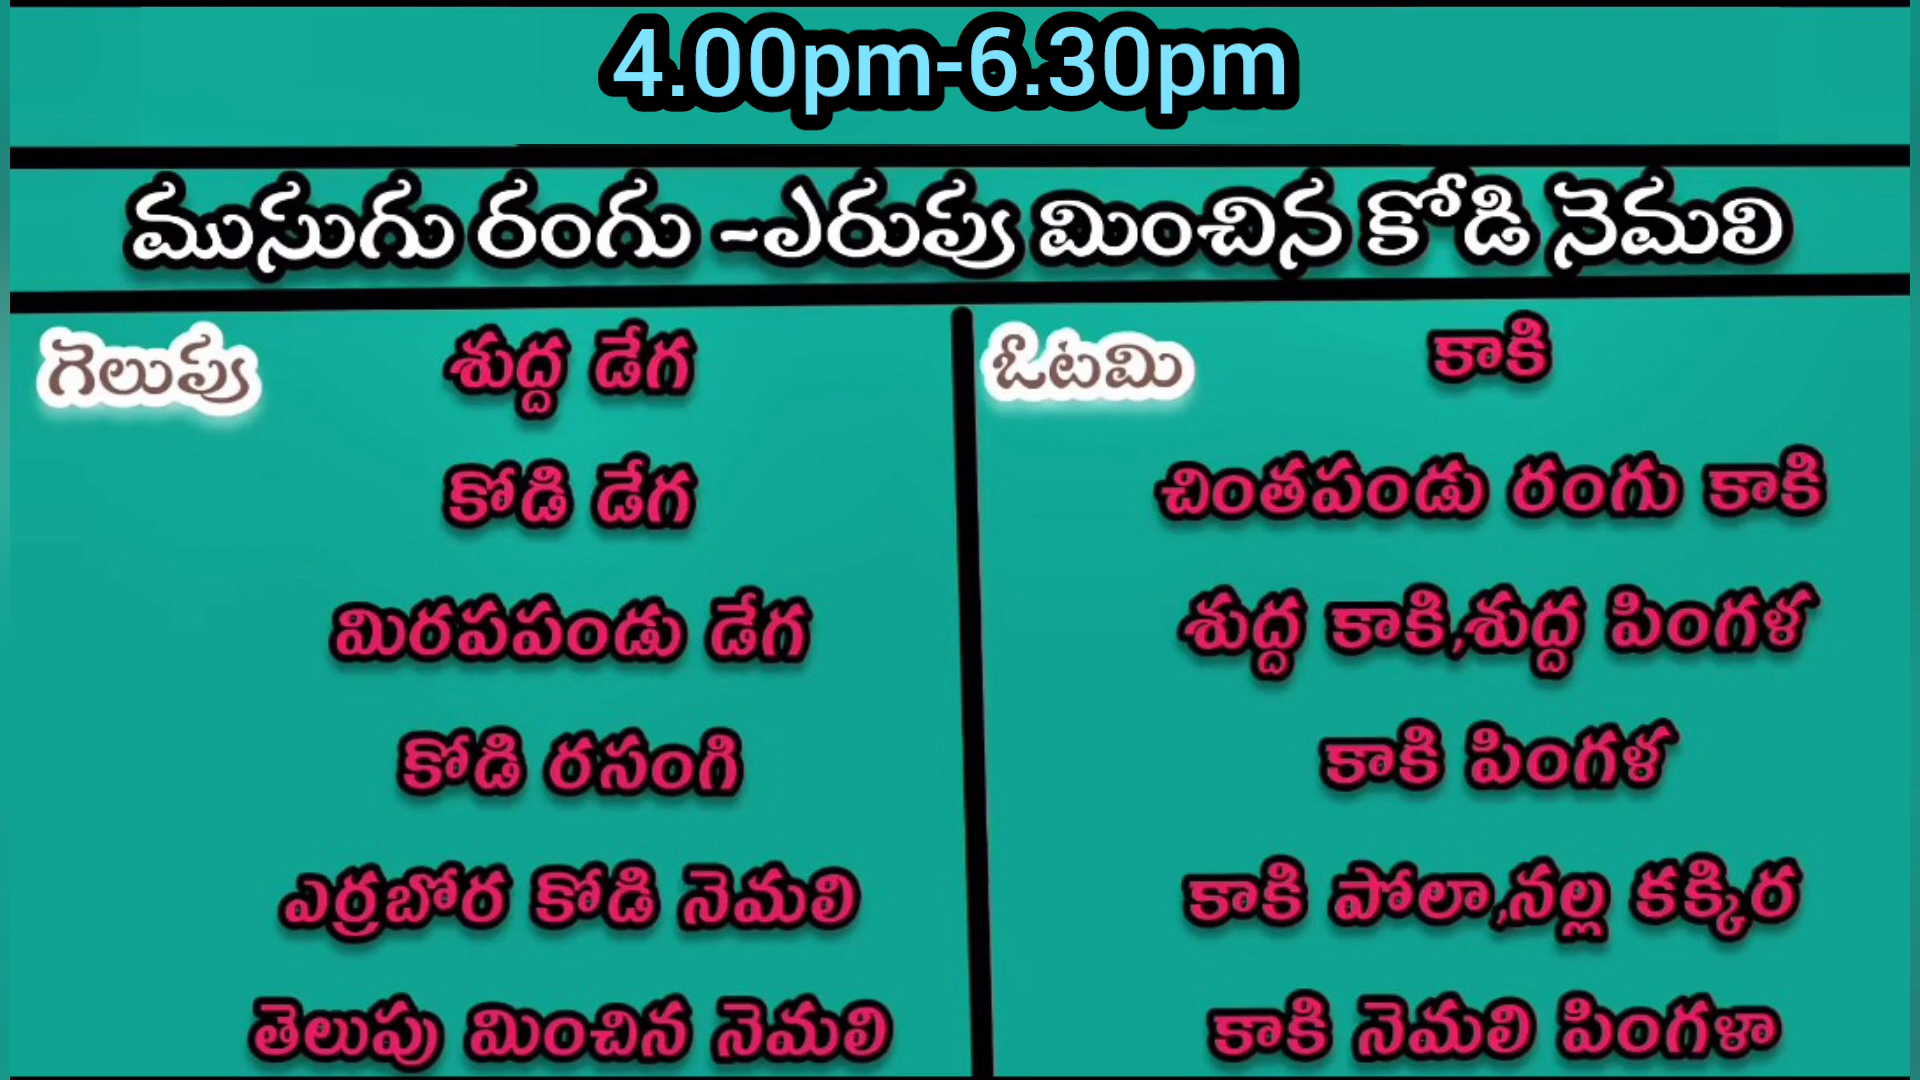 4.00pm-6.30pm
ముసుగు రంగు -ఎరుపు మించిన కోడి నెమలి
గెలుపు
శుద్ద డేగ
కోడి డేగ
మిరపపండు డేగ
కోడి రసంగి
ఎర్రబోర కోడి నెమలి
తెలుపు మించిన నెమలి
ఓటమి
కాకి
చింతపండు రంగు కాకి
శుద్ద కాకి,శుద్ద పింగళ
కాకి పింగళ
కాకి పోలా,నల్ల కక్కిర
కాకి నెమలి పింగళా